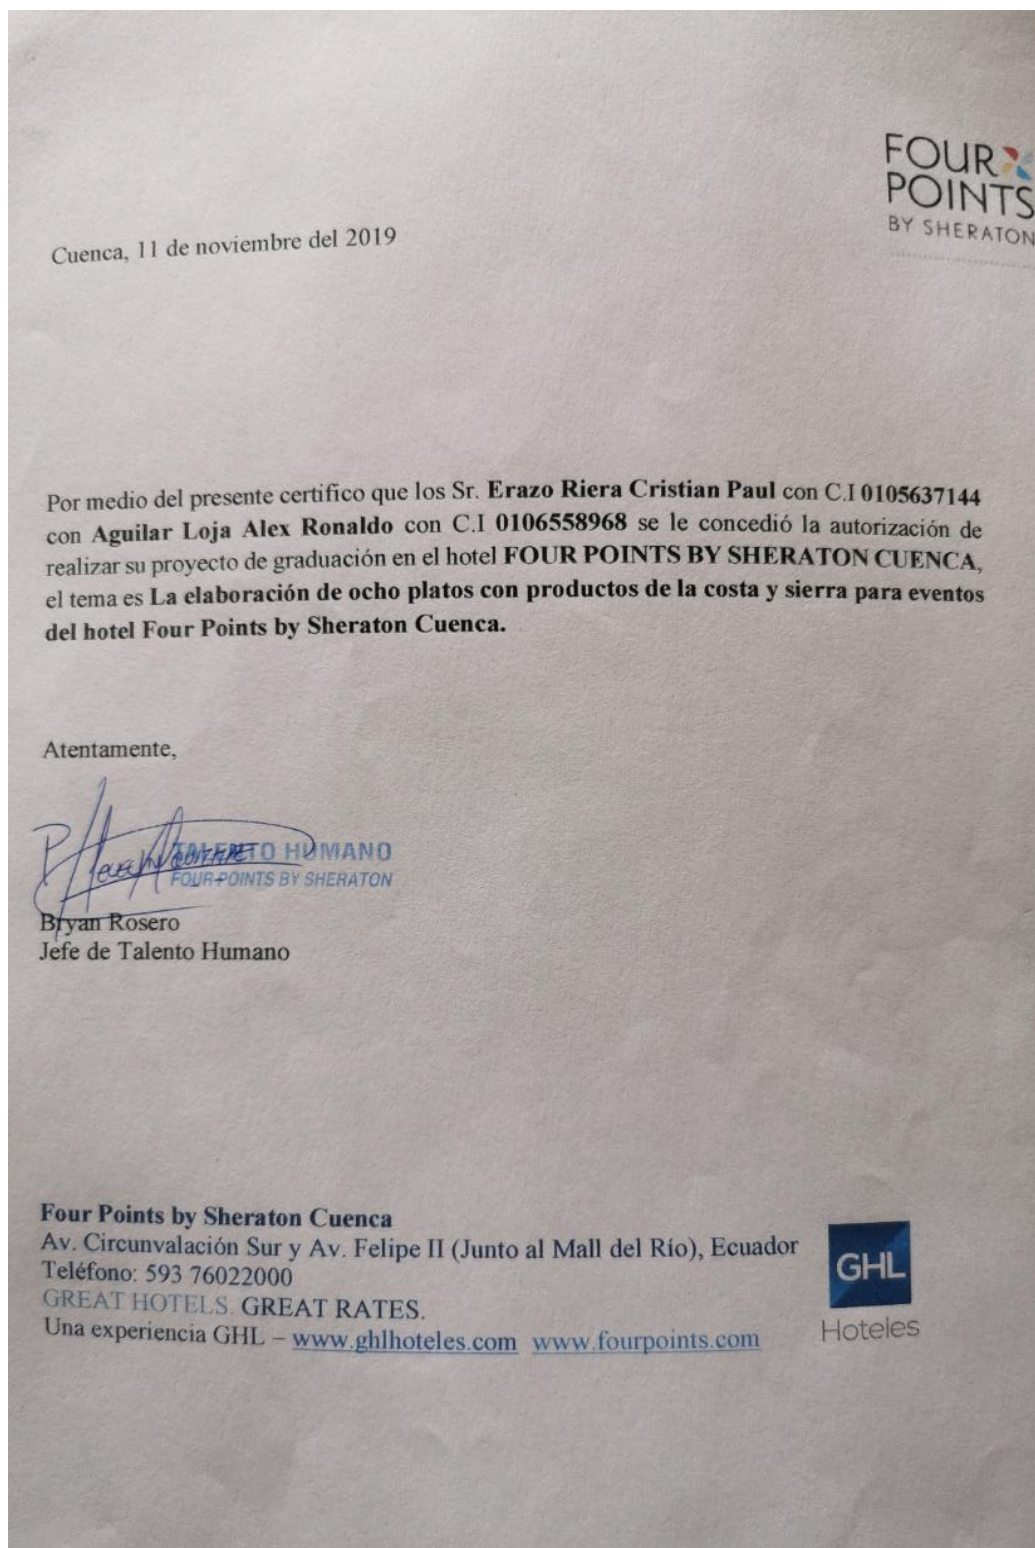 FOUR
POINTS
BY SHERATON
Cuenca, 11 de noviembre del 2019
Por medio del presente certifico que los Sr. Erazo Riera Cristian Paul con C.I 0105637144
con Aguilar Loja Alex Ronaldo con C.I 0106558968 se le concedió la autorización de
realizar su proyecto de graduación en el hotel FOUR POINTS BY SHERATON CUENCA,
el tema es La elaboración de ocho platos con productos de la costa y sierra para eventos
del hotel Four Points by Sheraton Cuenca.
Atentamente,
TALENTO HUMANO
FOUR POINTS BY SHERATON
Bryan Rosero
Jefe de Talento Humano
Four Points by Sheraton Cuenca
Av. Circunvalación Sur y Av. Felipe II (Junto al Mall del Río), Ecuador
Teléfono: 593 76022000
GREAT HOTELS. GREAT RATES.
Una experiencia GHL – www.ghlhoteles.com www.fourpoints.com
GHL
Hoteles